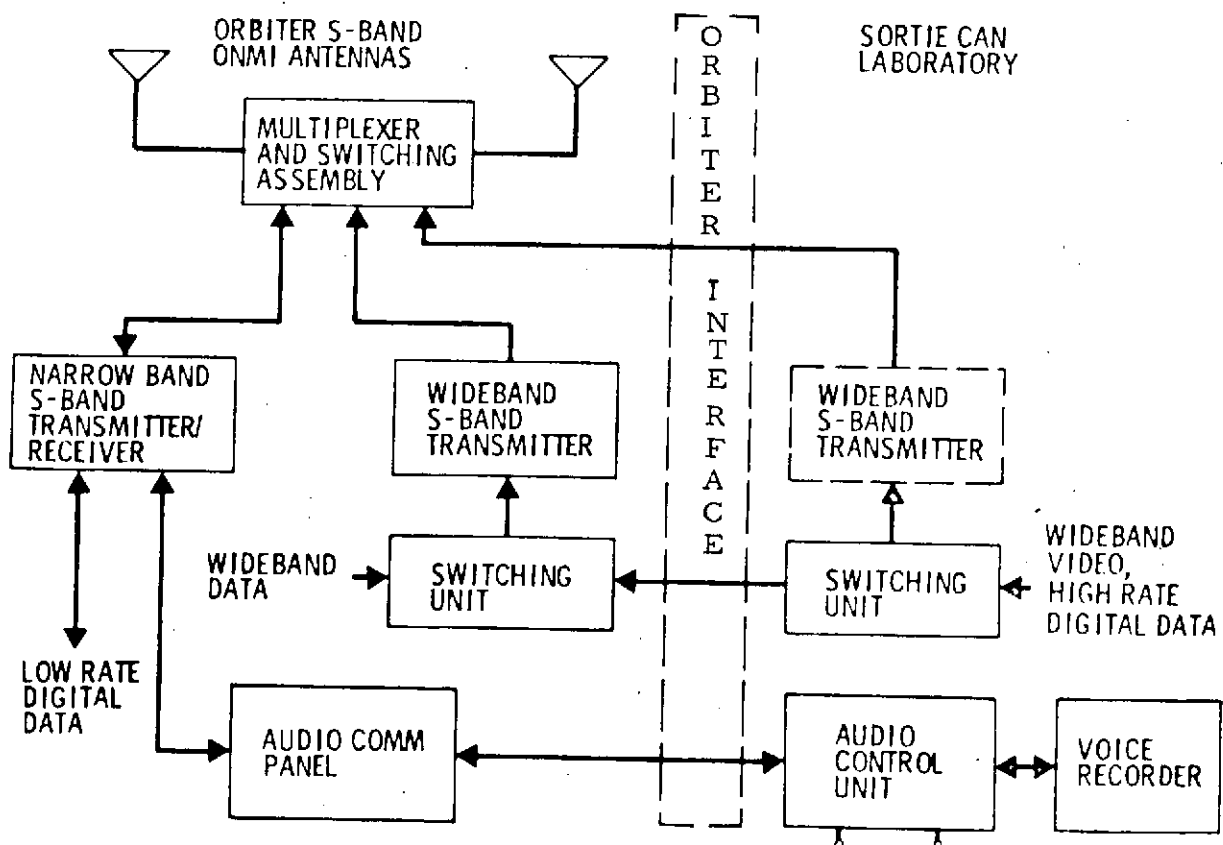 ORBITER S-BAND
ONMI ANTENNAS
ORBITER INTERFACE
SORTIE CAN
LABORATORY
MULTIPLEXER
AND SWITCHING
ASSEMBLY
NARROW BAND
S-BAND
TRANSMITTER/
RECEIVER
WIDEBAND
S-BAND
TRANSMITTER
WIDEBAND
S-BAND
TRANSMITTER
WIDEBAND
DATA
SWITCHING
UNIT
SWITCHING
UNIT
WIDEBAND
VIDEO,
HIGH RATE
DIGITAL DATA
LOW RATE
DIGITAL
DATA
AUDIO COMM
PANEL
AUDIO
CONTROL
UNIT
VOICE
RECORDER